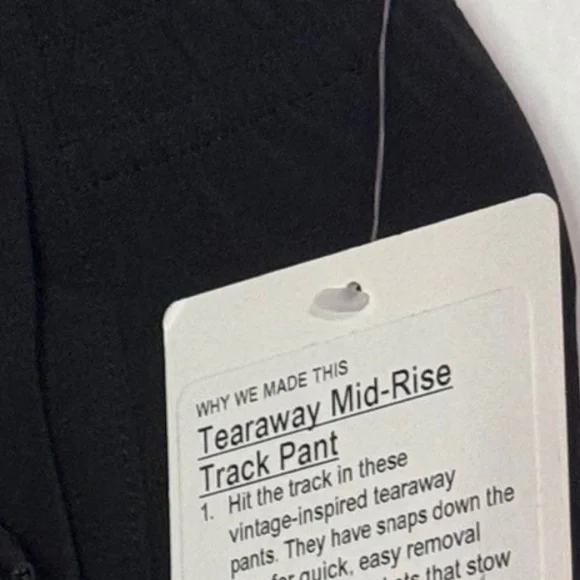 WHY WE MADE THIS
Tearaway Mid-Rise
Track Pant
1. Hit the track in these
vintage-inspired tearaway
pants. They have snaps down the
for quick, easy removal
that stow